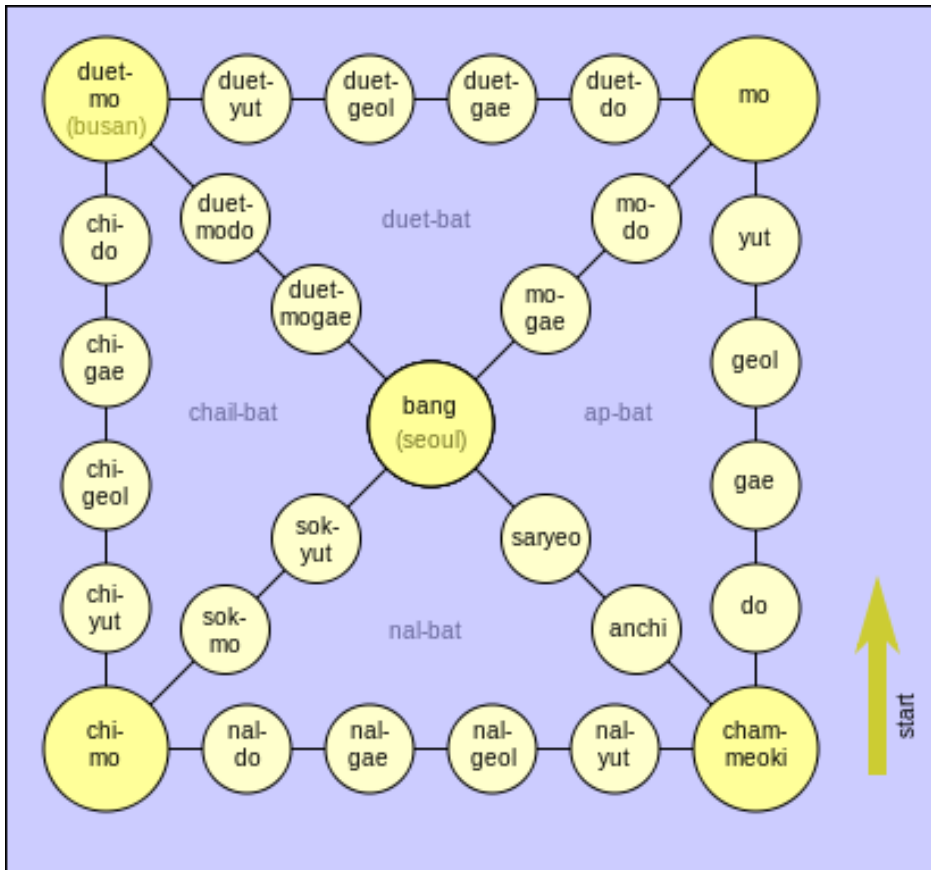 duet-
mo
(busan)
duet-
yut
duet-
geol
duet-
gae
duet-
do
mo
chi-
do
duet-
modo
duet-bat
mo-
do
yut
duet-
mogae
mo-
gae
chi-
gae
geol
chail-bat
bang
(seoul)
ap-bat
chi-
geol
gae
sok-
yut
saryeo
chi-
yut
do
sok-
mo
nal-bat
anchi
start
chi-
mo
nal-
do
nal-
gae
nal-
geol
nal-
yut
cham-
meoki